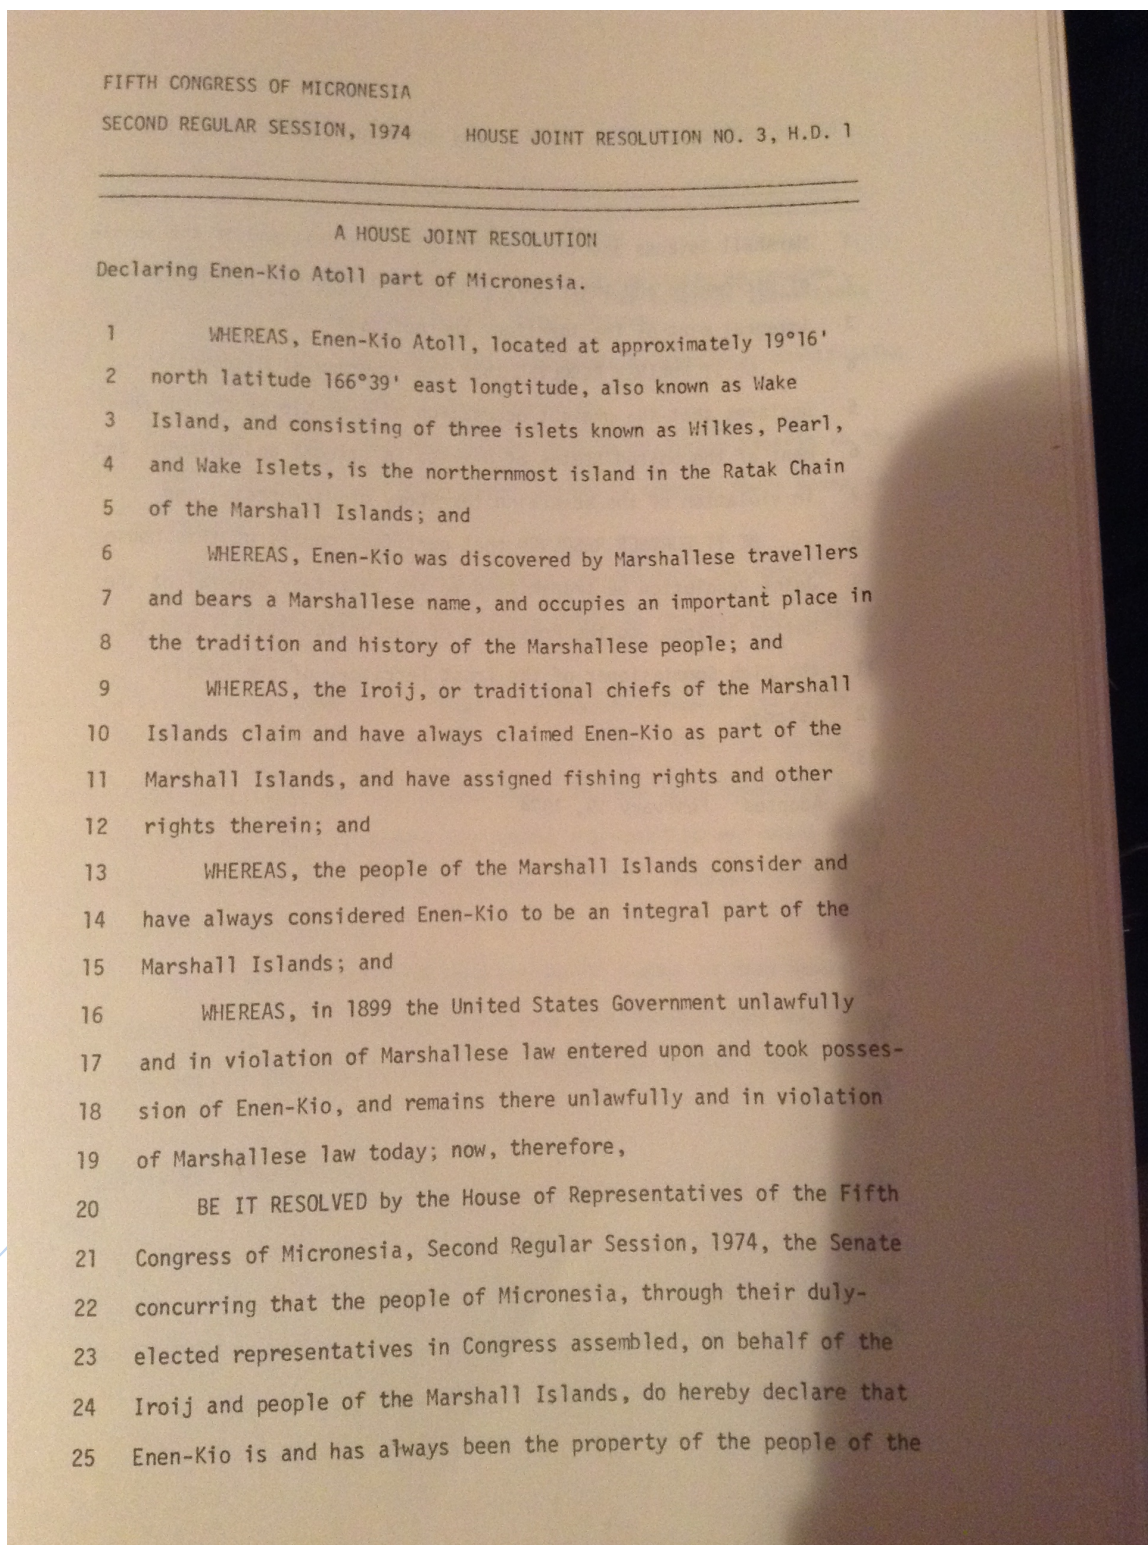 FIFTH CONGRESS OF MICRONESIA
SECOND REGULAR SESSION, 1974 HOUSE JOINT RESOLUTION NO. 3, H.D. 1
A HOUSE JOINT RESOLUTION
Declaring Enen-Kio Atoll part of Micronesia.
1 WHEREAS, Enen-Kio Atoll, located at approximately 19°16'
2 north latitude 166°39' east longtitude, also known as Wake
3 Island, and consisting of three islets known as Wilkes, Pearl,
4 and Wake Islets, is the northernmost island in the Ratak Chain
5 of the Marshall Islands; and
6 WHEREAS, Enen-Kio was discovered by Marshallese travellers
7 and bears a Marshallese name, and occupies an important place in
8 the tradition and history of the Marshallese people; and
9 WHEREAS, the Iroij, or traditional chiefs of the Marshall
10 Islands claim and have always claimed Enen-Kio as part of the
11 Marshall Islands, and have assigned fishing rights and other
12 rights therein; and
13 WHEREAS, the people of the Marshall Islands consider and
14 have always considered Enen-Kio to be an integral part of the
15 Marshall Islands; and
16 WHEREAS, in 1899 the United States Government unlawfully
17 and in violation of Marshallese law entered upon and took posses-
18 sion of Enen-Kio, and remains there unlawfully and in violation
19 of Marshallese law today; now, therefore,
20 BE IT RESOLVED by the House of Representatives of the Fifth
21 Congress of Micronesia, Second Regular Session, 1974, the Senate
22 concurring that the people of Micronesia, through their duly-
23 elected representatives in Congress assembled, on behalf of the
24 Iroij and people of the Marshall Islands, do hereby declare that
25 Enen-Kio is and has always been the property of the people of the